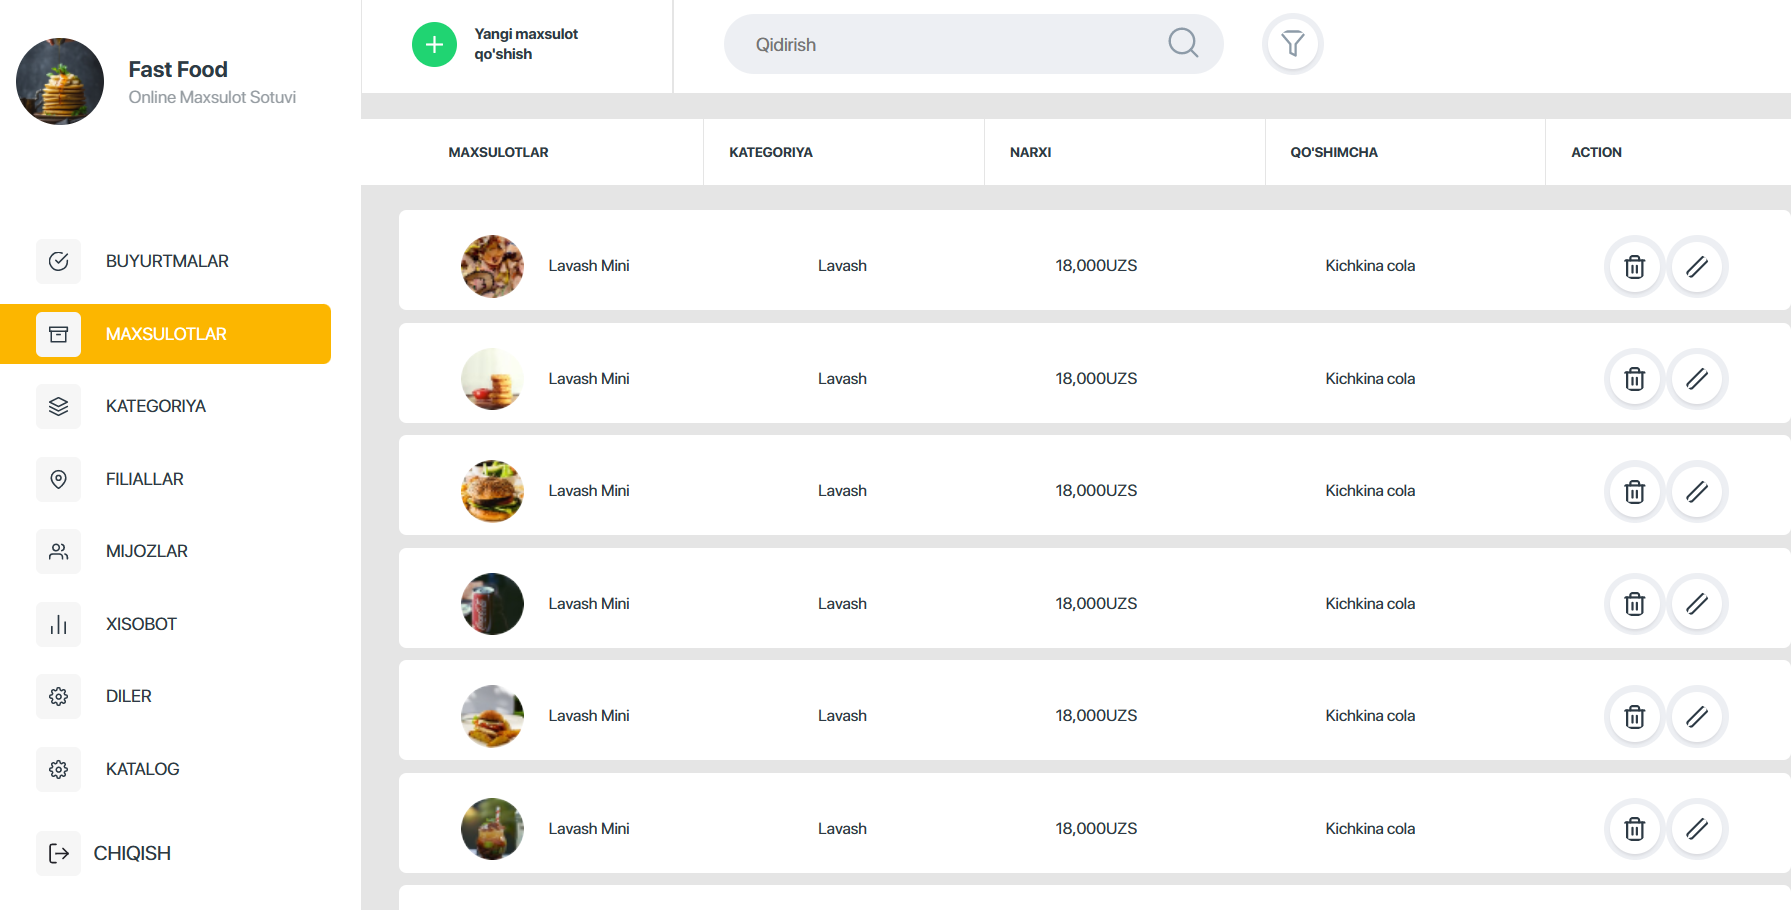 Fast Food
Online Maxsulot Sotuvi
BUYURTMALAR
MAXSULOTLAR
KATEGORIYA
FILIALLAR
MIJOZLAR
XISOBOT
DILER
KATALOG
CHIQISH
Yangi maxsulot
qo'shish
Qidirish
MAXSULOTLAR KATEGORIYA NARXI QO'SHIMCHA ACTION
Lavash Mini Lavash 18,000UZS Kichkina cola
Lavash Mini Lavash 18,000UZS Kichkina cola
Lavash Mini Lavash 18,000UZS Kichkina cola
Lavash Mini Lavash 18,000UZS Kichkina cola
Lavash Mini Lavash 18,000UZS Kichkina cola
Lavash Mini Lavash 18,000UZS Kichkina cola